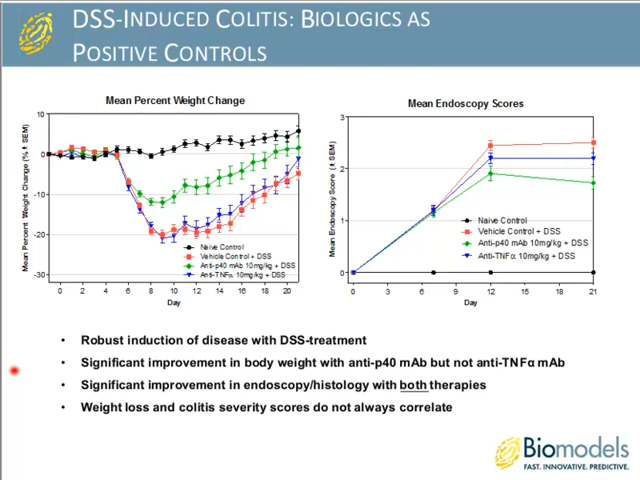 DSS-INDUCED COLITIS: BIOLOGICS AS
POSITIVE CONTROLS
Mean Percent Weight Change
Mean Percent Weight Change (% ± SEM)
10
0
-10
-20
-30
0 2 4 6 8 10 12 14 16 18 20
Day
Naive Control
Vehicle Control + DSS
Anti-p40 mAb 10mg/kg + DSS
Anti-TNFα 10mg/kg + DSS
Mean Endoscopy Scores
Mean Endoscopy Score (± SEM)
3
2
1
0
0 3 6 9 12 15 18 21
Day
Naive Control
Vehicle Control + DSS
Anti-p40 mAb 10mg/kg + DSS
Anti-TNFα 10mg/kg + DSS
• Robust induction of disease with DSS-treatment
• Significant improvement in body weight with anti-p40 mAb but not anti-TNFα mAb
• Significant improvement in endoscopy/histology with both therapies
• Weight loss and colitis severity scores do not always correlate
Biomodels
FAST. INNOVATIVE. PREDICTIVE.